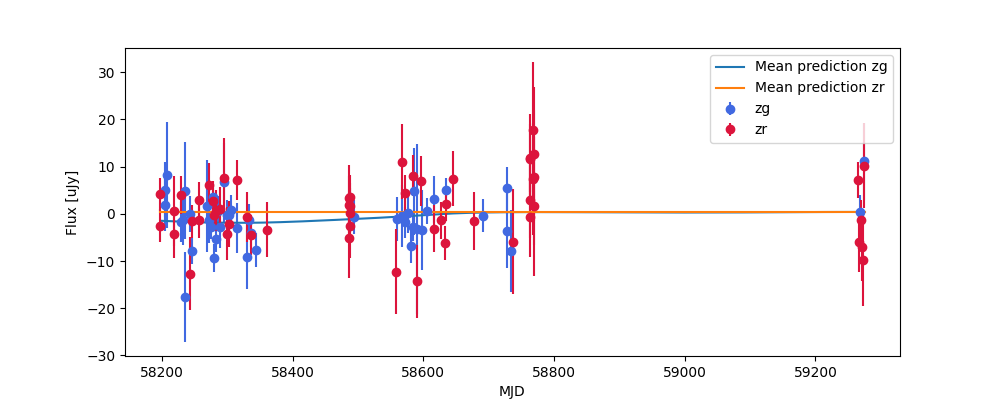 Mean prediction zg
Mean prediction zr
zg
zr
30
20
10
0
−10
−20
−30
Flux [uJy]
58200 58400 58600 58800 59000 59200
MJD